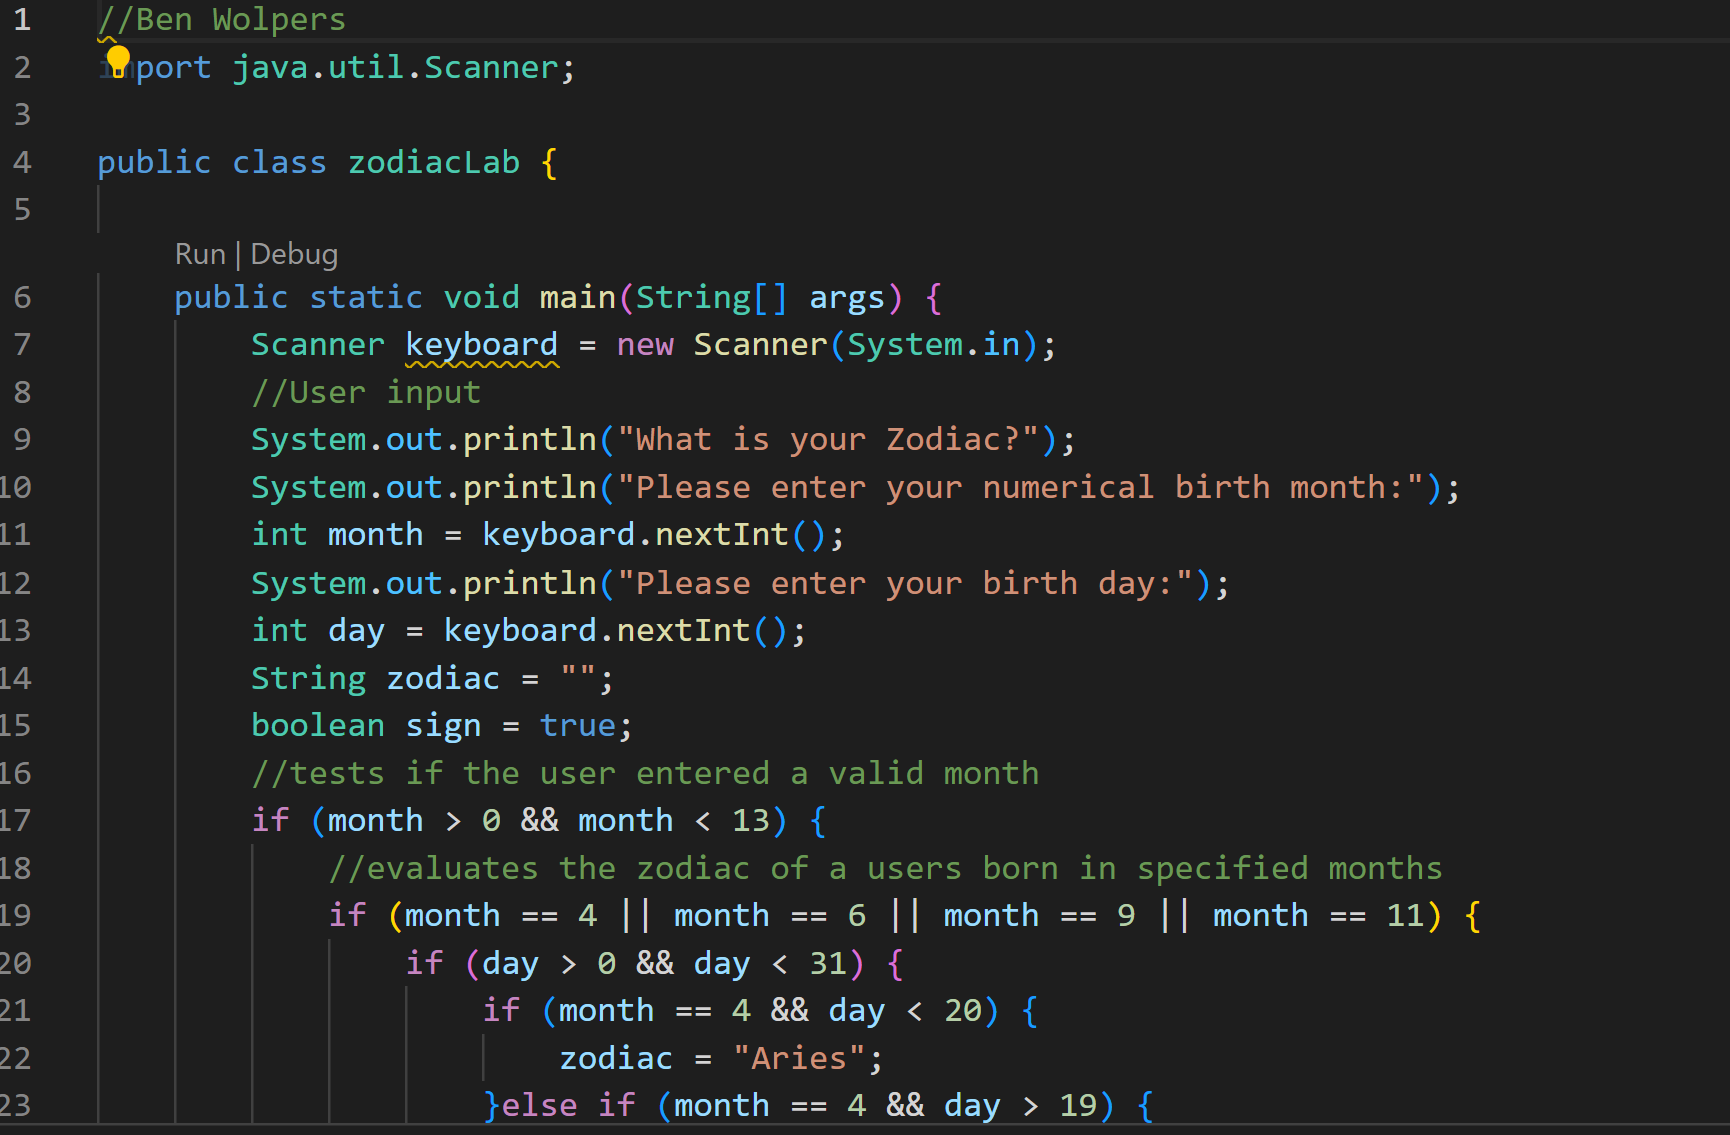 1 //Ben Wolpers
2 import java.util.Scanner;
3
4 public class zodiacLab {
5
Run | Debug
6 public static void main(String[] args) {
7 Scanner keyboard = new Scanner(System.in);
8 //User input
9 System.out.println("What is your Zodiac?");
10 System.out.println("Please enter your numerical birth month:");
11 int month = keyboard.nextInt();
12 System.out.println("Please enter your birth day:");
13 int day = keyboard.nextInt();
14 String zodiac = "";
15 boolean sign = true;
16 //tests if the user entered a valid month
17 if (month > 0 && month < 13) {
18 //evaluates the zodiac of a users born in specified months
19 if (month == 4 || month == 6 || month == 9 || month == 11) {
20 if (day > 0 && day < 31) {
21 if (month == 4 && day < 20) {
22 zodiac = "Aries";
23 }else if (month == 4 && day > 19) {